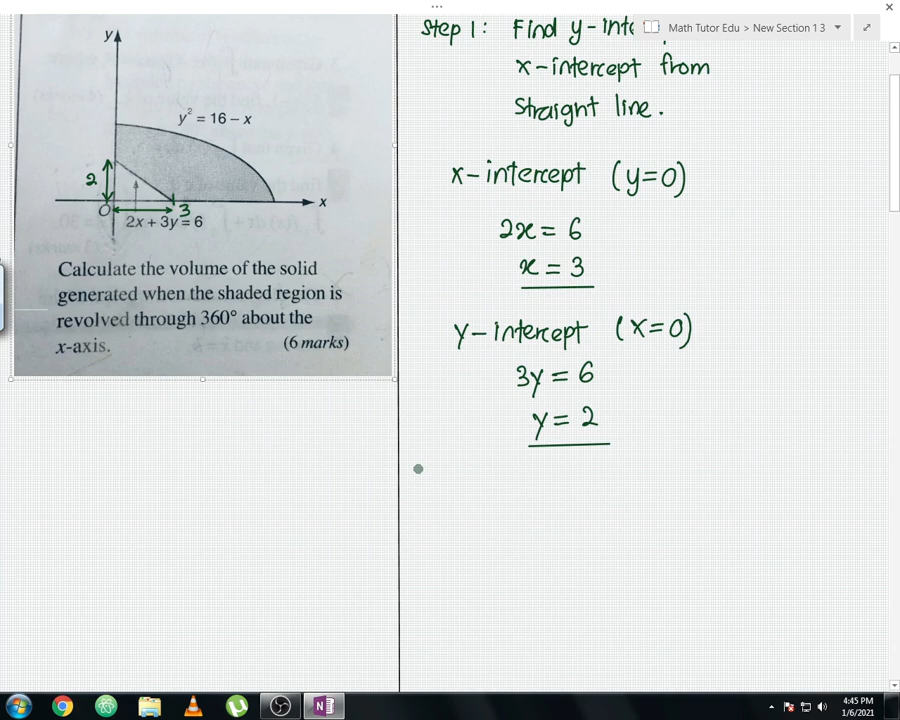 Math Tutor Edu > New Section 1 3
y
y² = 16 – x
2
O
3
x
2x + 3y = 6
Calculate the volume of the solid
generated when the shaded region is
revolved through 360° about the
x-axis. (6 marks)
Step 1: Find y-inte
x-intercept from
Straight line.
x-intercept (y=0)
2x = 6
x = 3
y-intercept (x=0)
3y = 6
y = 2
4:45 PM
1/6/2021